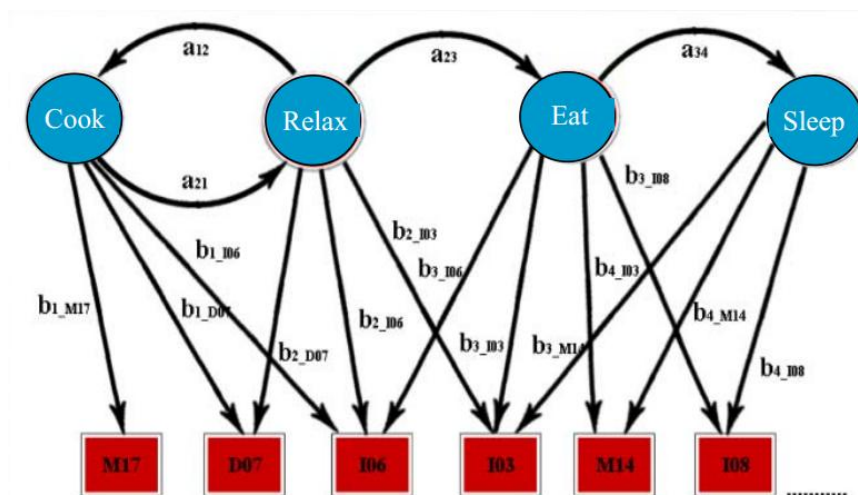 a12
a23
a34
Cook
Relax
Eat
Sleep
a21
b3_I08
b2_I03
b1_I06
b3_I06
b4_I03
b1_M17
b1_D07
b2_I06
b4_M14
b2_D07
b3_I03
b3_M14
b4_I08
M17
D07
I06
I03
M14
I08
............